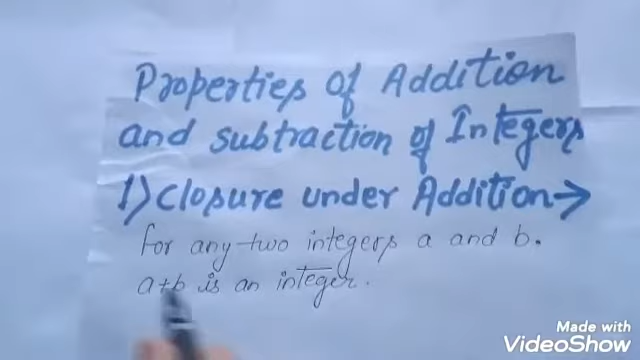 Properties of Addition
and subtraction of Integers
1) closure under Addition→
for any two integers a and b.
a+b is an integer.
Made with
VideoShow